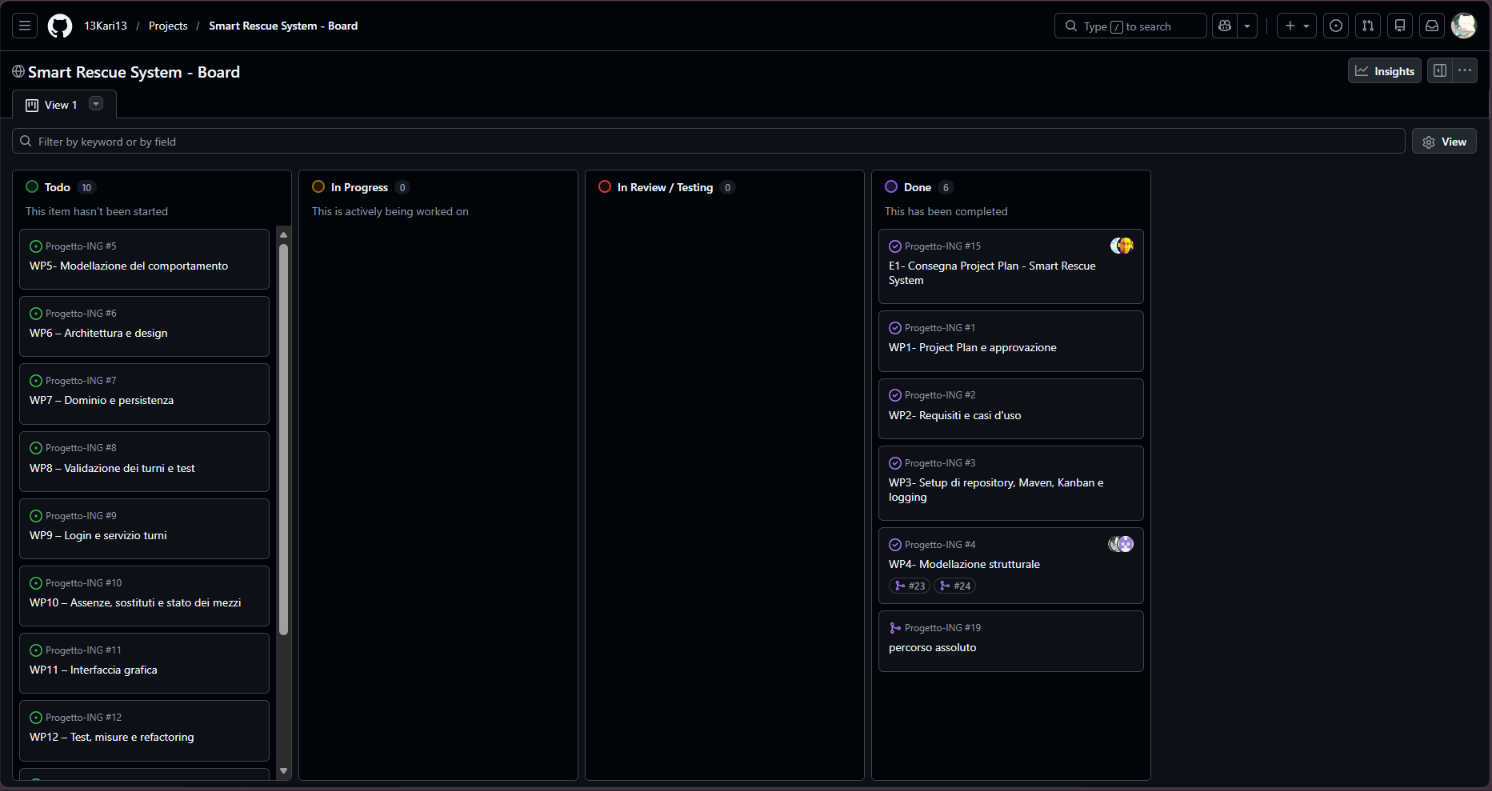 13Kari13 / Projects / Smart Rescue System - Board
Type / to search
Smart Rescue System - Board
Insights
View 1
Filter by keyword or by field
View
Todo 10
This item hasn't been started
Progetto-ING #5
WP5- Modellazione del comportamento
Progetto-ING #6
WP6 – Architettura e design
Progetto-ING #7
WP7 – Dominio e persistenza
Progetto-ING #8
WP8 – Validazione dei turni e test
Progetto-ING #9
WP9 – Login e servizio turni
Progetto-ING #10
WP10 – Assenze, sostituti e stato dei mezzi
Progetto-ING #11
WP11 – Interfaccia grafica
Progetto-ING #12
WP12 – Test, misure e refactoring
In Progress 0
This is actively being worked on
In Review / Testing 0
Done 6
This has been completed
Progetto-ING #15
E1- Consegna Project Plan - Smart Rescue
System
Progetto-ING #1
WP1- Project Plan e approvazione
Progetto-ING #2
WP2- Requisiti e casi d'uso
Progetto-ING #3
WP3- Setup di repository, Maven, Kanban e
logging
Progetto-ING #4
WP4- Modellazione strutturale
#23 #24
Progetto-ING #19
percorso assoluto